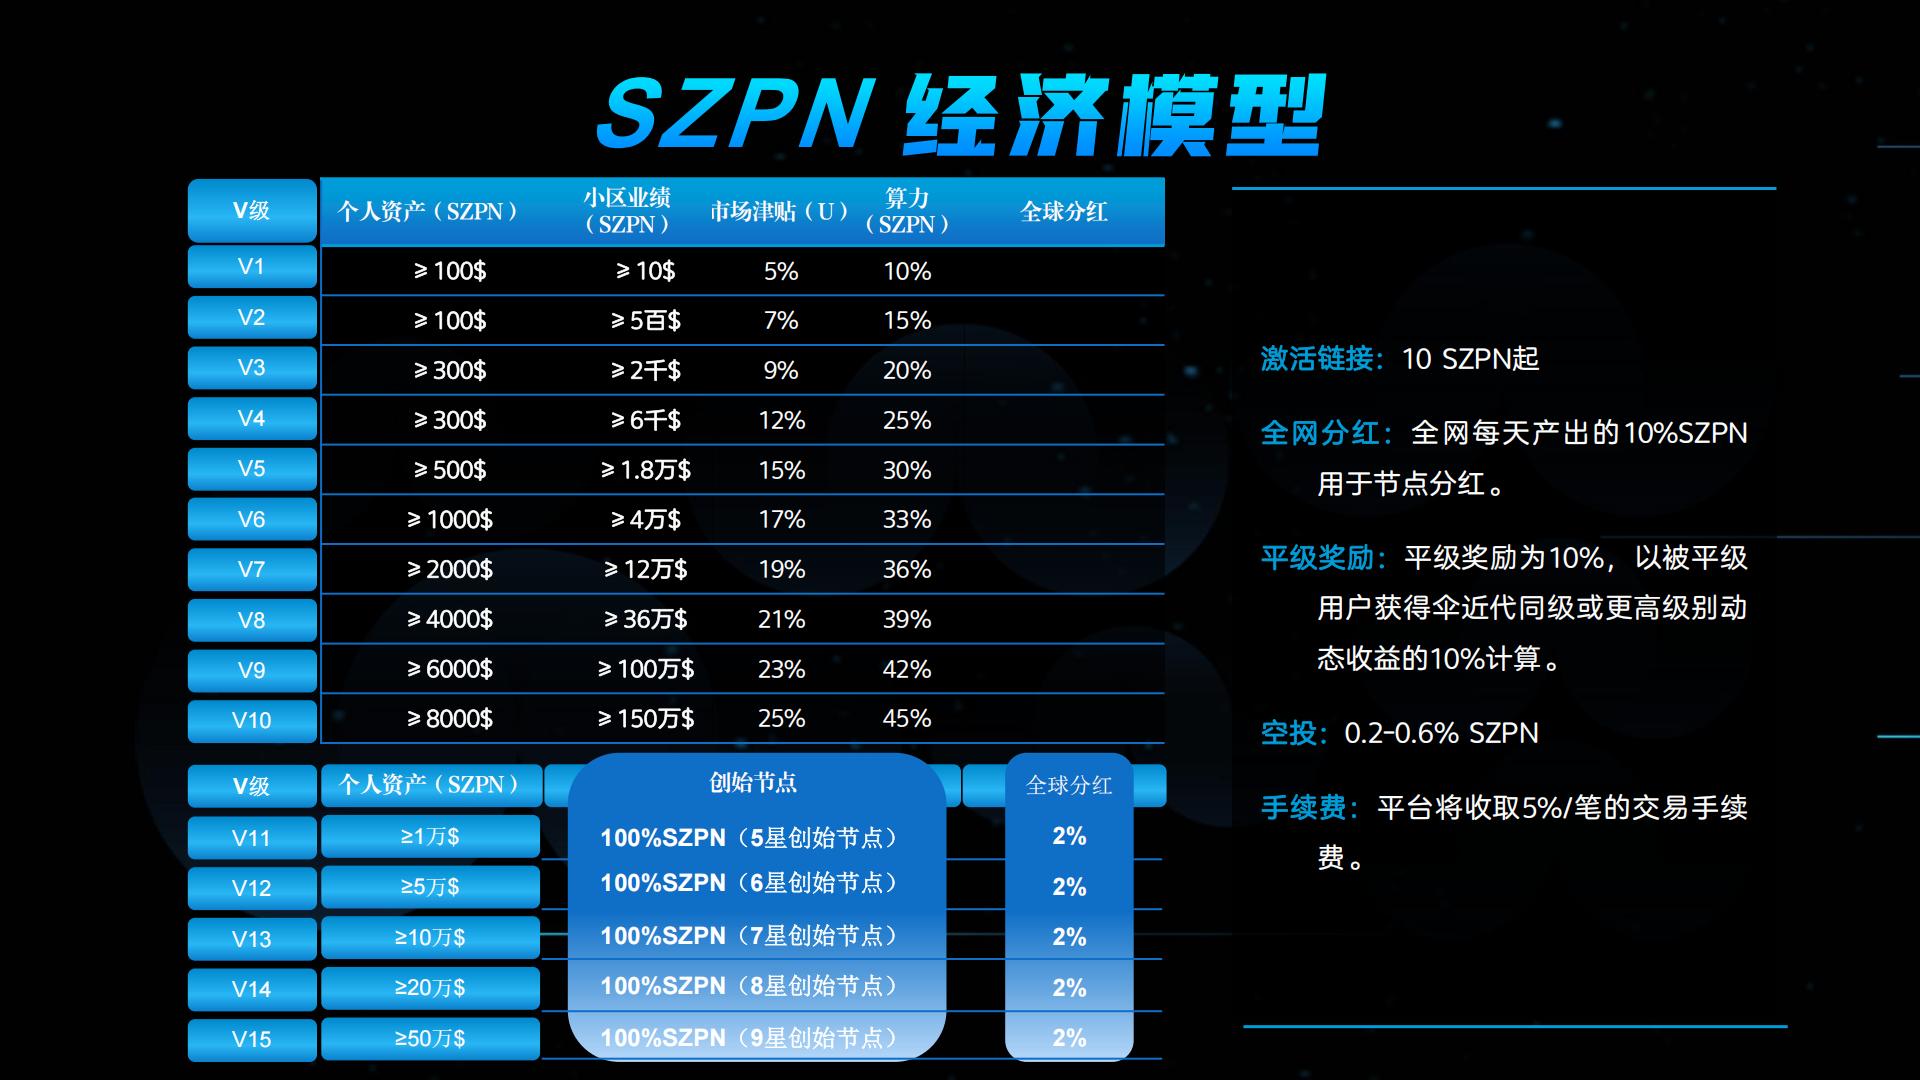 SZPN 经济模型
V级 个人资产（SZPN） 小区业绩（SZPN） 市场津贴（U） 算力（SZPN） 全球分红
V1 ⩾100$ ⩾10$ 5% 10%
V2 ⩾100$ ⩾5百$ 7% 15%
V3 ⩾300$ ⩾2千$ 9% 20%
V4 ⩾300$ ⩾6千$ 12% 25%
V5 ⩾500$ ⩾1.8万$ 15% 30%
V6 ⩾1000$ ⩾4万$ 17% 33%
V7 ⩾2000$ ⩾12万$ 19% 36%
V8 ⩾4000$ ⩾36万$ 21% 39%
V9 ⩾6000$ ⩾100万$ 23% 42%
V10 ⩾8000$ ⩾150万$ 25% 45%
V级 个人资产（SZPN） 创始节点 全球分红
V11 ≥1万$ 100%SZPN（5星创始节点） 2%
V12 ≥5万$ 100%SZPN（6星创始节点） 2%
V13 ≥10万$ 100%SZPN（7星创始节点） 2%
V14 ≥20万$ 100%SZPN（8星创始节点） 2%
V15 ≥50万$ 100%SZPN（9星创始节点） 2%
激活链接：10 SZPN起
全网分红：全网每天产出的10%SZPN
用于节点分红。
平级奖励：平级奖励为10%，以被平级
用户获得伞近代同级或更高级别动
态收益的10%计算。
空投：0.2-0.6% SZPN
手续费：平台将收取5%/笔的交易手续
费。